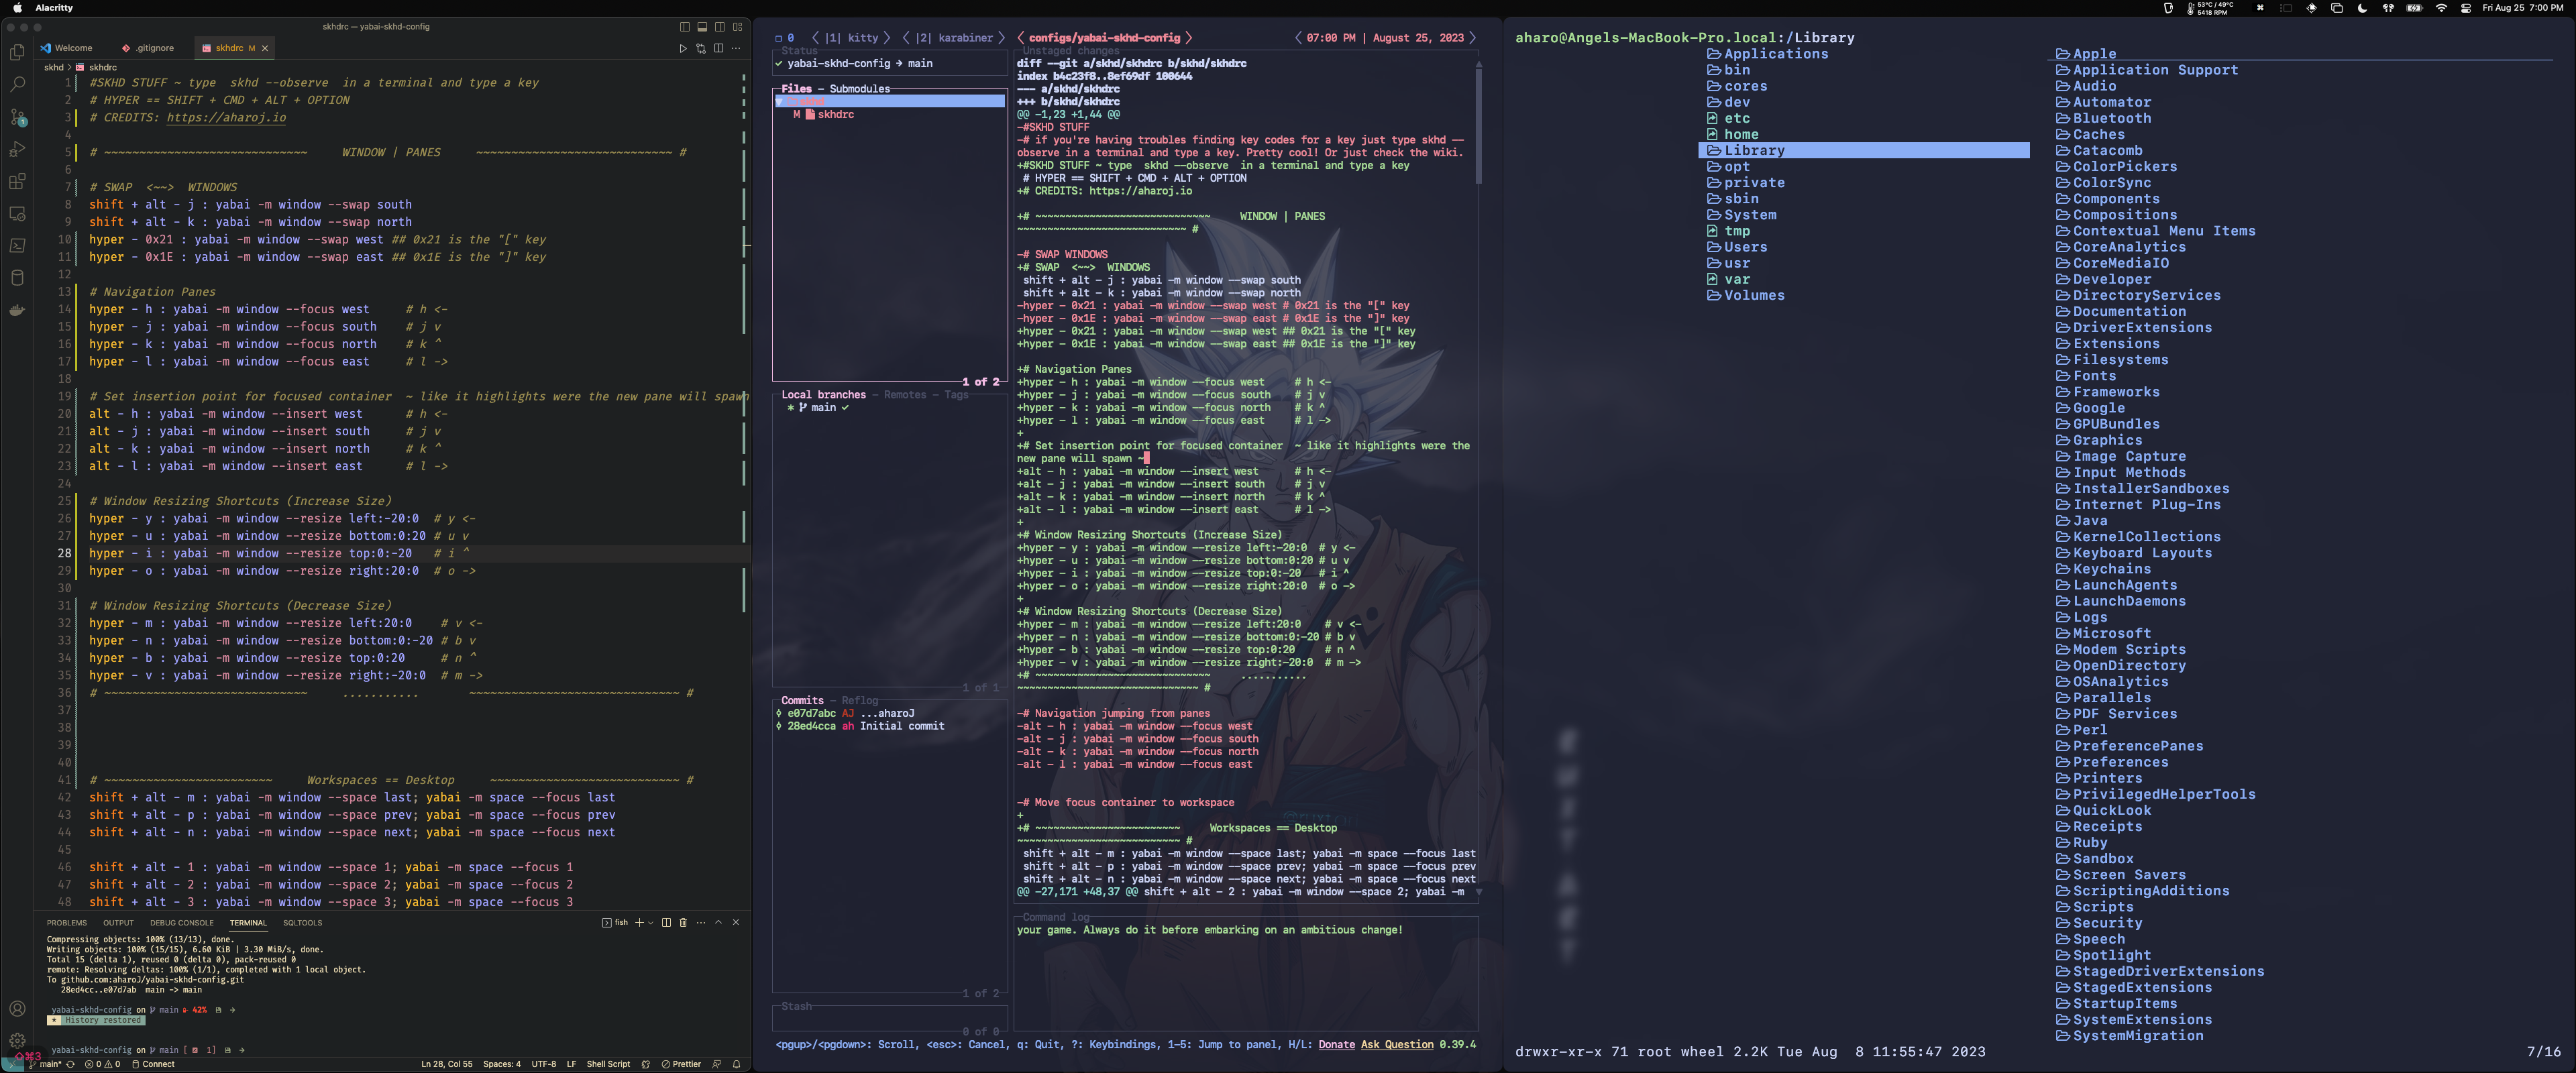 Alacritty
53°C / 49°C
5418 RPM
Fri Aug 25 7:00 PM
skhdrc — yabai-skhd-config
Welcome
.gitignore
skhdrc M
skhd > skhdrc
1 #SKHD STUFF ~ type  skhd --observe  in a terminal and type a key
2 # HYPER == SHIFT + CMD + ALT + OPTION
3 # CREDITS: https://aharoj.io
4
5 # ~~~~~~~~~~~~~~~~~~~~~~~~~~~~~     WINDOW | PANES     ~~~~~~~~~~~~~~~~~~~~~~~~~~~~ #
6
7 # SWAP  <~~>  WINDOWS
8 shift + alt - j : yabai -m window --swap south
9 shift + alt - k : yabai -m window --swap north
10 hyper - 0x21 : yabai -m window --swap west ## 0x21 is the "[" key
11 hyper - 0x1E : yabai -m window --swap east ## 0x1E is the "]" key
12
13 # Navigation Panes
14 hyper - h : yabai -m window --focus west     # h <-
15 hyper - j : yabai -m window --focus south    # j v
16 hyper - k : yabai -m window --focus north    # k ^
17 hyper - l : yabai -m window --focus east     # l ->
18
19 # Set insertion point for focused container  ~ like it highlights were the new pane will spawn
20 alt - h : yabai -m window --insert west      # h <-
21 alt - j : yabai -m window --insert south     # j v
22 alt - k : yabai -m window --insert north     # k ^
23 alt - l : yabai -m window --insert east      # l ->
24
25 # Window Resizing Shortcuts (Increase Size)
26 hyper - y : yabai -m window --resize left:-20:0  # y <-
27 hyper - u : yabai -m window --resize bottom:0:20 # u v
28 hyper - i : yabai -m window --resize top:0:-20   # i ^
29 hyper - o : yabai -m window --resize right:20:0  # o ->
30
31 # Window Resizing Shortcuts (Decrease Size)
32 hyper - m : yabai -m window --resize left:20:0    # v <-
33 hyper - n : yabai -m window --resize bottom:0:-20 # b v
34 hyper - b : yabai -m window --resize top:0:20     # n ^
35 hyper - v : yabai -m window --resize right:-20:0  # m ->
36 # ~~~~~~~~~~~~~~~~~~~~~~~~~~~~~     ...........     ~~~~~~~~~~~~~~~~~~~~~~~~~~~~~~ #
37
38
39
40
41 # ~~~~~~~~~~~~~~~~~~~~~~~~     Workspaces == Desktop     ~~~~~~~~~~~~~~~~~~~~~~~~~~~ #
42 shift + alt - m : yabai -m window --space last; yabai -m space --focus last
43 shift + alt - p : yabai -m window --space prev; yabai -m space --focus prev
44 shift + alt - n : yabai -m window --space next; yabai -m space --focus next
45
46 shift + alt - 1 : yabai -m window --space 1; yabai -m space --focus 1
47 shift + alt - 2 : yabai -m window --space 2; yabai -m space --focus 2
48 shift + alt - 3 : yabai -m window --space 3; yabai -m space --focus 3
PROBLEMS OUTPUT DEBUG CONSOLE TERMINAL SQLTOOLS
fish
Compressing objects: 100% (13/13), done.
Writing objects: 100% (15/15), 6.60 KiB | 3.30 MiB/s, done.
Total 15 (delta 1), reused 0 (delta 0), pack-reused 0
remote: Resolving deltas: 100% (1/1), completed with 1 local object.
To github.com:aharoJ/yabai-skhd-config.git
28ed4cc..e07d7ab  main -> main
yabai-skhd-config on main 42%
* History restored
yabai-skhd-config on main [ 1]
⌘3
main* 0 0 Connect
Ln 28, Col 55 Spaces: 4 UTF-8 LF Shell Script Prettier
0 |1| kitty |2| karabiner configs/yabai-skhd-config 07:00 PM | August 25, 2023
Status
✓ yabai-skhd-config → main
Files - Submodules
skhd
M skhdrc
1 of 2
Local branches - Remotes - Tags
* main ✓
1 of 1
Commits - Reflog
e07d7abc AJ ...aharoJ
28ed4cca ah Initial commit
1 of 2
Stash
0 of 0
Unstaged changes
diff --git a/skhd/skhdrc b/skhd/skhdrc
index b4c23f8..8ef69df 100644
--- a/skhd/skhdrc
+++ b/skhd/skhdrc
@@ -1,23 +1,44 @@
-#SKHD STUFF
-# if you're having troubles finding key codes for a key just type skhd --
observe in a terminal and type a key. Pretty cool! Or just check the wiki.
+#SKHD STUFF ~ type  skhd --observe  in a terminal and type a key
# HYPER == SHIFT + CMD + ALT + OPTION
+# CREDITS: https://aharoj.io
+# ~~~~~~~~~~~~~~~~~~~~~~~~~~~~~     WINDOW | PANES
~~~~~~~~~~~~~~~~~~~~~~~~~~~~ #
-# SWAP WINDOWS
+# SWAP  <~~>  WINDOWS
shift + alt - j : yabai -m window --swap south
shift + alt - k : yabai -m window --swap north
-hyper - 0x21 : yabai -m window --swap west # 0x21 is the "[" key
-hyper - 0x1E : yabai -m window --swap east # 0x1E is the "]" key
+hyper - 0x21 : yabai -m window --swap west ## 0x21 is the "[" key
+hyper - 0x1E : yabai -m window --swap east ## 0x1E is the "]" key
+# Navigation Panes
+hyper - h : yabai -m window --focus west     # h <-
+hyper - j : yabai -m window --focus south    # j v
+hyper - k : yabai -m window --focus north    # k ^
+hyper - l : yabai -m window --focus east     # l ->
+
+# Set insertion point for focused container  ~ like it highlights were the
new pane will spawn ~
+alt - h : yabai -m window --insert west      # h <-
+alt - j : yabai -m window --insert south     # j v
+alt - k : yabai -m window --insert north     # k ^
+alt - l : yabai -m window --insert east      # l ->
+
+# Window Resizing Shortcuts (Increase Size)
+hyper - y : yabai -m window --resize left:-20:0  # y <-
+hyper - u : yabai -m window --resize bottom:0:20 # u v
+hyper - i : yabai -m window --resize top:0:-20   # i ^
+hyper - o : yabai -m window --resize right:20:0  # o ->
+
+# Window Resizing Shortcuts (Decrease Size)
+hyper - m : yabai -m window --resize left:20:0    # v <-
+hyper - n : yabai -m window --resize bottom:0:-20 # b v
+hyper - b : yabai -m window --resize top:0:20     # n ^
+hyper - v : yabai -m window --resize right:-20:0  # m ->
+# ~~~~~~~~~~~~~~~~~~~~~~~~~~~~~     ...........
~~~~~~~~~~~~~~~~~~~~~~~~~~~~~~ #
-# Navigation jumping from panes
-alt - h : yabai -m window --focus west
-alt - j : yabai -m window --focus south
-alt - k : yabai -m window --focus north
-alt - l : yabai -m window --focus east
-# Move focus container to workspace
+
+# ~~~~~~~~~~~~~~~~~~~~~~~~     Workspaces == Desktop
~~~~~~~~~~~~~~~~~~~~~~~~~~~ #
shift + alt - m : yabai -m window --space last; yabai -m space --focus last
shift + alt - p : yabai -m window --space prev; yabai -m space --focus prev
shift + alt - n : yabai -m window --space next; yabai -m space --focus next
@@ -27,171 +48,37 @@ shift + alt - 2 : yabai -m window --space 2; yabai -m
Command log
your game. Always do it before embarking on an ambitious change!
<pgup>/<pgdown>: Scroll, <esc>: Cancel, q: Quit, ?: Keybindings, 1-5: Jump to panel, H/L: Donate Ask Question 0.39.4
aharo@Angels-MacBook-Pro.local:/Library
Applications
bin
cores
dev
etc
home
Library
opt
private
sbin
System
tmp
Users
usr
var
Volumes
Apple
Application Support
Audio
Automator
Bluetooth
Caches
Catacomb
ColorPickers
ColorSync
Components
Compositions
Contextual Menu Items
CoreAnalytics
CoreMediaIO
Developer
DirectoryServices
Documentation
DriverExtensions
Extensions
Filesystems
Fonts
Frameworks
Google
GPUBundles
Graphics
Image Capture
Input Methods
InstallerSandboxes
Internet Plug-Ins
Java
KernelCollections
Keyboard Layouts
Keychains
LaunchAgents
LaunchDaemons
Logs
Microsoft
Modem Scripts
OpenDirectory
OSAnalytics
Parallels
PDF Services
Perl
PreferencePanes
Preferences
Printers
PrivilegedHelperTools
QuickLook
Receipts
Ruby
Sandbox
Screen Savers
ScriptingAdditions
Scripts
Security
Speech
Spotlight
StagedDriverExtensions
StagedExtensions
StartupItems
SystemExtensions
SystemMigration
drwxr-xr-x 71 root wheel 2.2K Tue Aug  8 11:55:47 2023
7/16